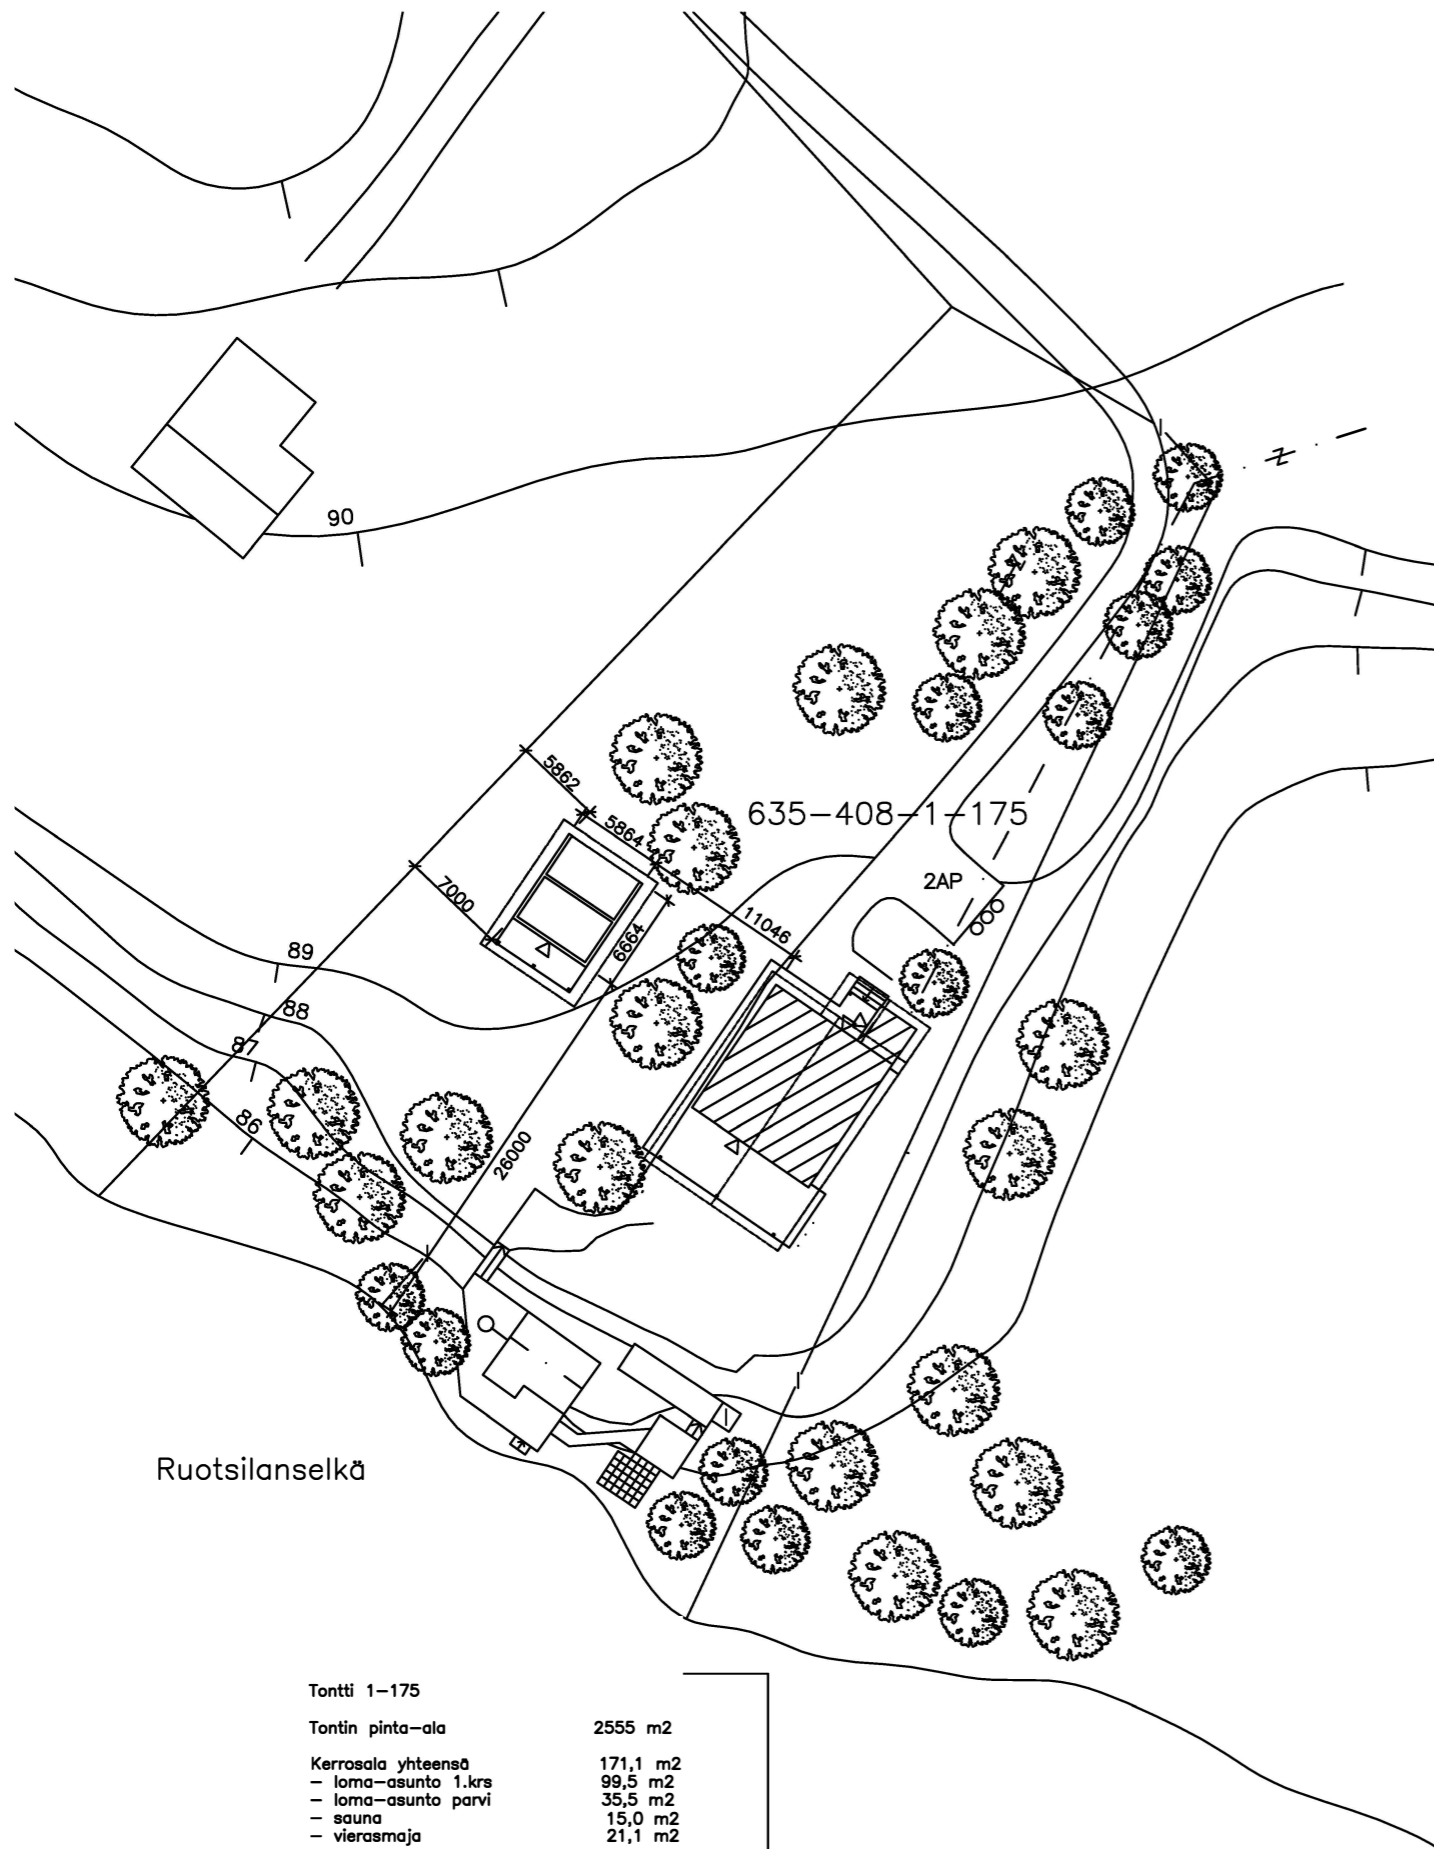 90
5862
5864
635-408-1-175
7000
2AP
6664
11046
89
88
87
86
26000
Ruotsilanselkä
Tontti 1-175
Tontin pinta-ala 2555 m2
Kerrosala yhteensä 171,1 m2
- loma-asunto 1.krs 99,5 m2
- loma-asunto parvi 35,5 m2
- sauna 15,0 m2
- vierasmaja 21,1 m2